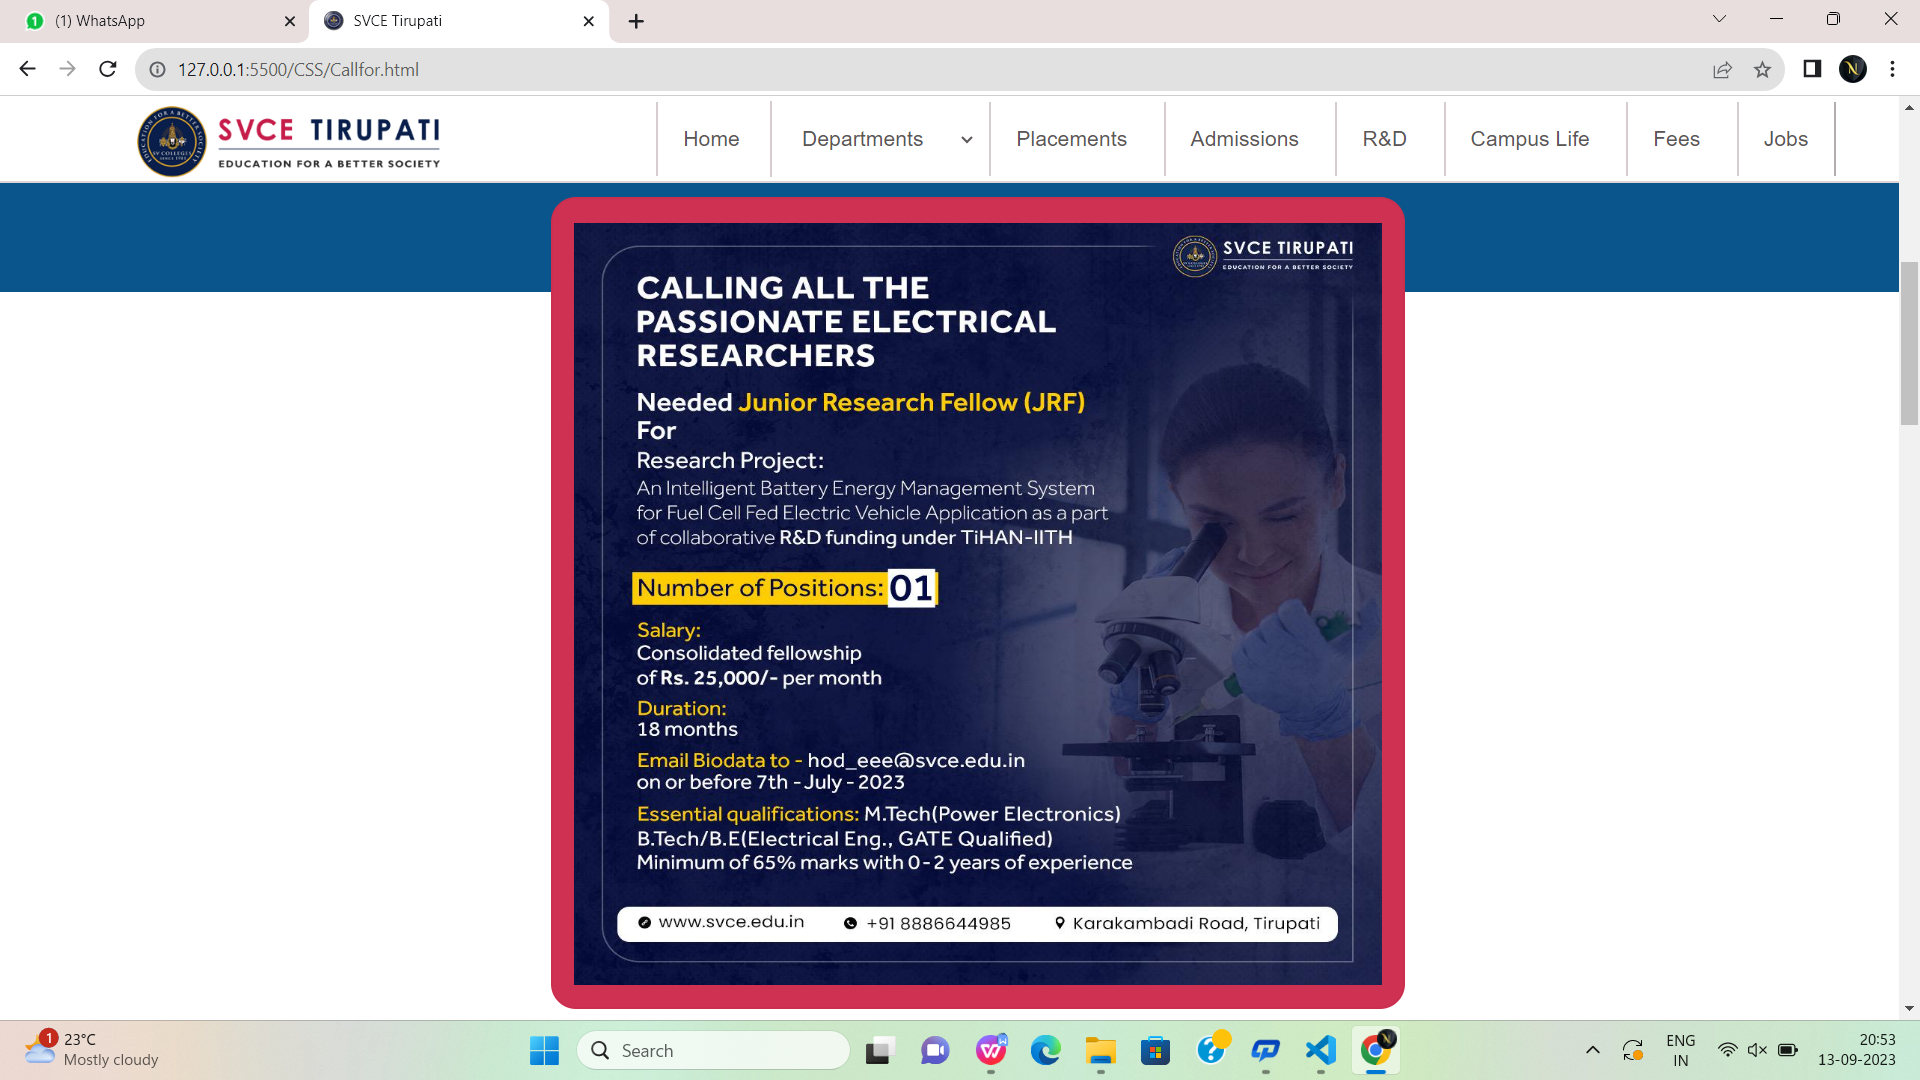 (1) WhatsApp
SVCE Tirupati
127.0.0.1:5500/CSS/Callfor.html
SVCE TIRUPATI
EDUCATION FOR A BETTER SOCIETY
Home
Departments
Placements
Admissions
R&D
Campus Life
Fees
Jobs
SVCE TIRUPATI
EDUCATION FOR A BETTER SOCIETY
CALLING ALL THE
PASSIONATE ELECTRICAL
RESEARCHERS
Needed Junior Research Fellow (JRF)
For
Research Project:
An Intelligent Battery Energy Management System
for Fuel Cell Fed Electric Vehicle Application as a part
of collaborative R&D funding under TiHAN-IITH
Number of Positions: 01
Salary:
Consolidated fellowship
of Rs. 25,000/- per month
Duration:
18 months
Email Biodata to - hod_eee@svce.edu.in
on or before 7th - July - 2023
Essential qualifications: M.Tech(Power Electronics)
B.Tech/B.E(Electrical Eng., GATE Qualified)
Minimum of 65% marks with 0-2 years of experience
www.svce.edu.in
+91 8886644985
Karakambadi Road, Tirupati
1
23°C
Mostly cloudy
Search
ENG
IN
20:53
13-09-2023